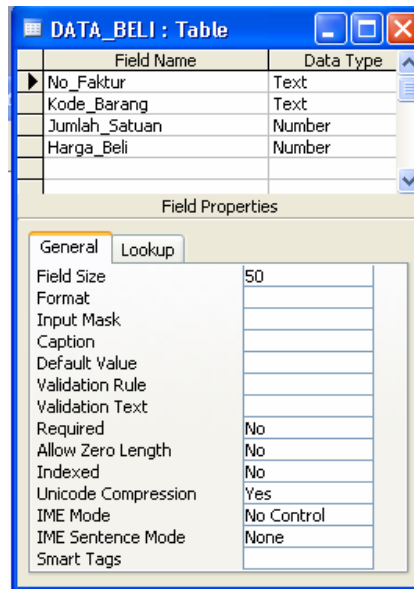 DATA_BELI : Table
Field Name Data Type
No_Faktur Text
Kode_Barang Text
Jumlah_Satuan Number
Harga_Beli Number
Field Properties
General Lookup
Field Size 50
Format
Input Mask
Caption
Default Value
Validation Rule
Validation Text
Required No
Allow Zero Length No
Indexed No
Unicode Compression Yes
IME Mode No Control
IME Sentence Mode None
Smart Tags